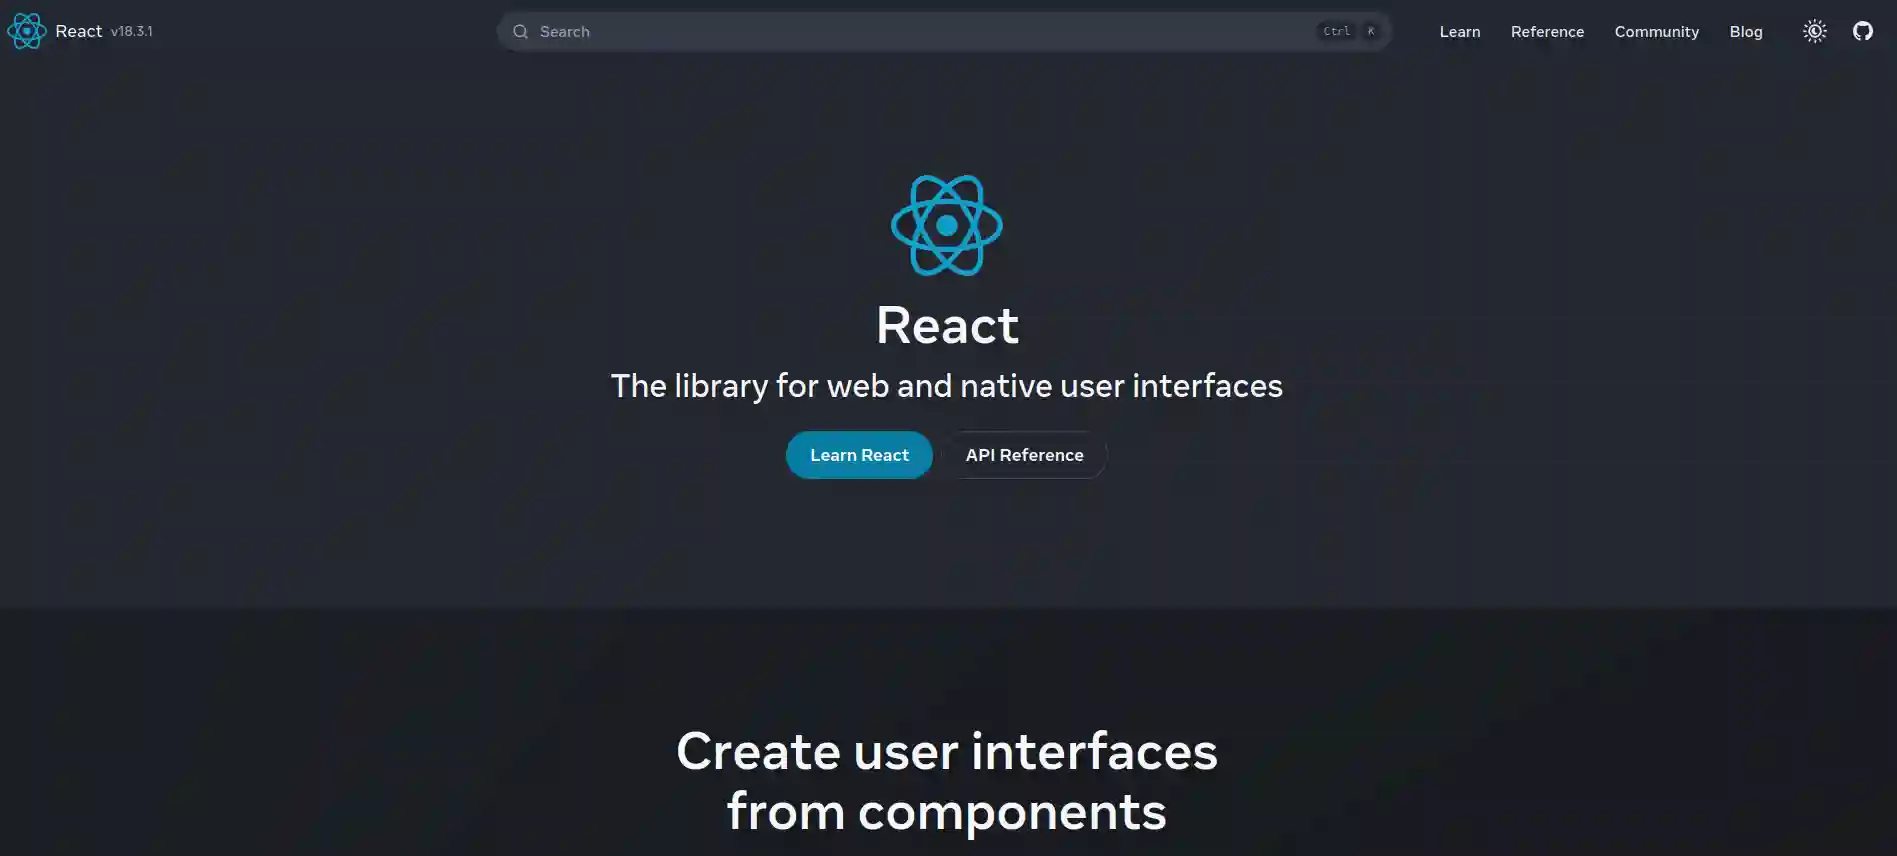 React v18.3.1
Search
Ctrl K
Learn
Reference
Community
Blog
React
The library for web and native user interfaces
Learn React
API Reference
Create user interfaces
from components